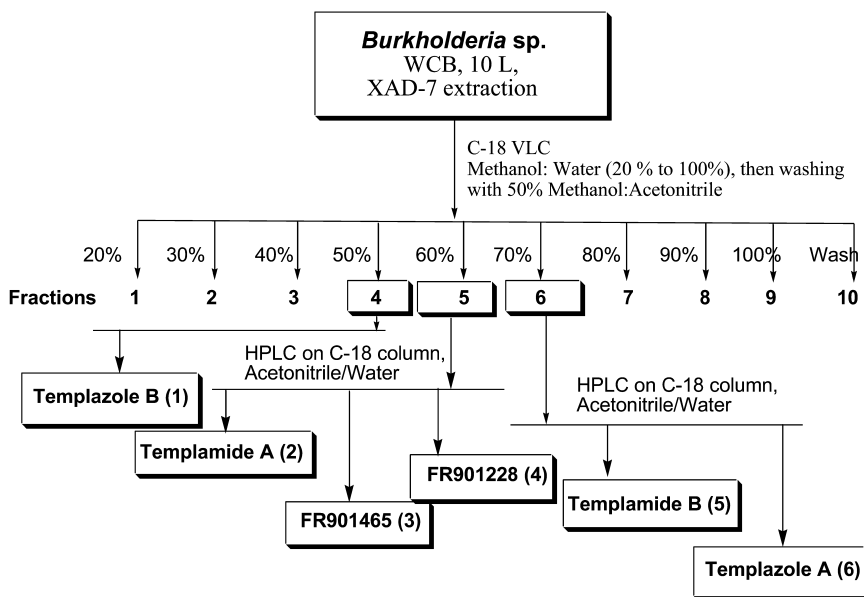 Burkholderia sp.
WCB, 10 L,
XAD-7 extraction
C-18 VLC
Methanol: Water (20 % to 100%), then washing
with 50% Methanol:Acetonitrile
20% 30% 40% 50% 60% 70% 80% 90% 100% Wash
Fractions 1 2 3 4 5 6 7 8 9 10
HPLC on C-18 column,
Acetonitrile/Water
HPLC on C-18 column,
Acetonitrile/Water
Templazole B (1)
Templamide A (2)
FR901465 (3)
FR901228 (4)
Templamide B (5)
Templazole A (6)